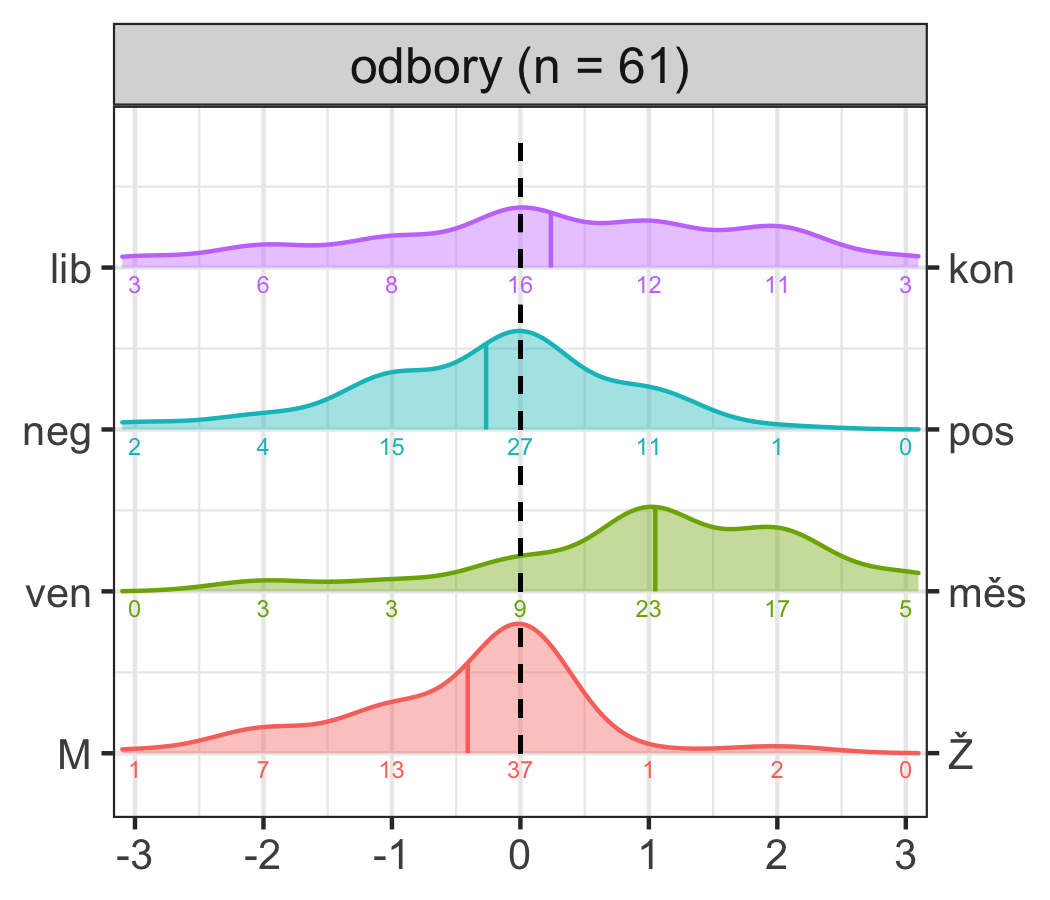 odbory (n = 61)
lib kon
3 6 8 16 12 11 3
neg pos
2 4 15 27 11 1 0
ven měs
0 3 3 9 23 17 5
M Ž
1 7 13 37 1 2 0
-3 -2 -1 0 1 2 3